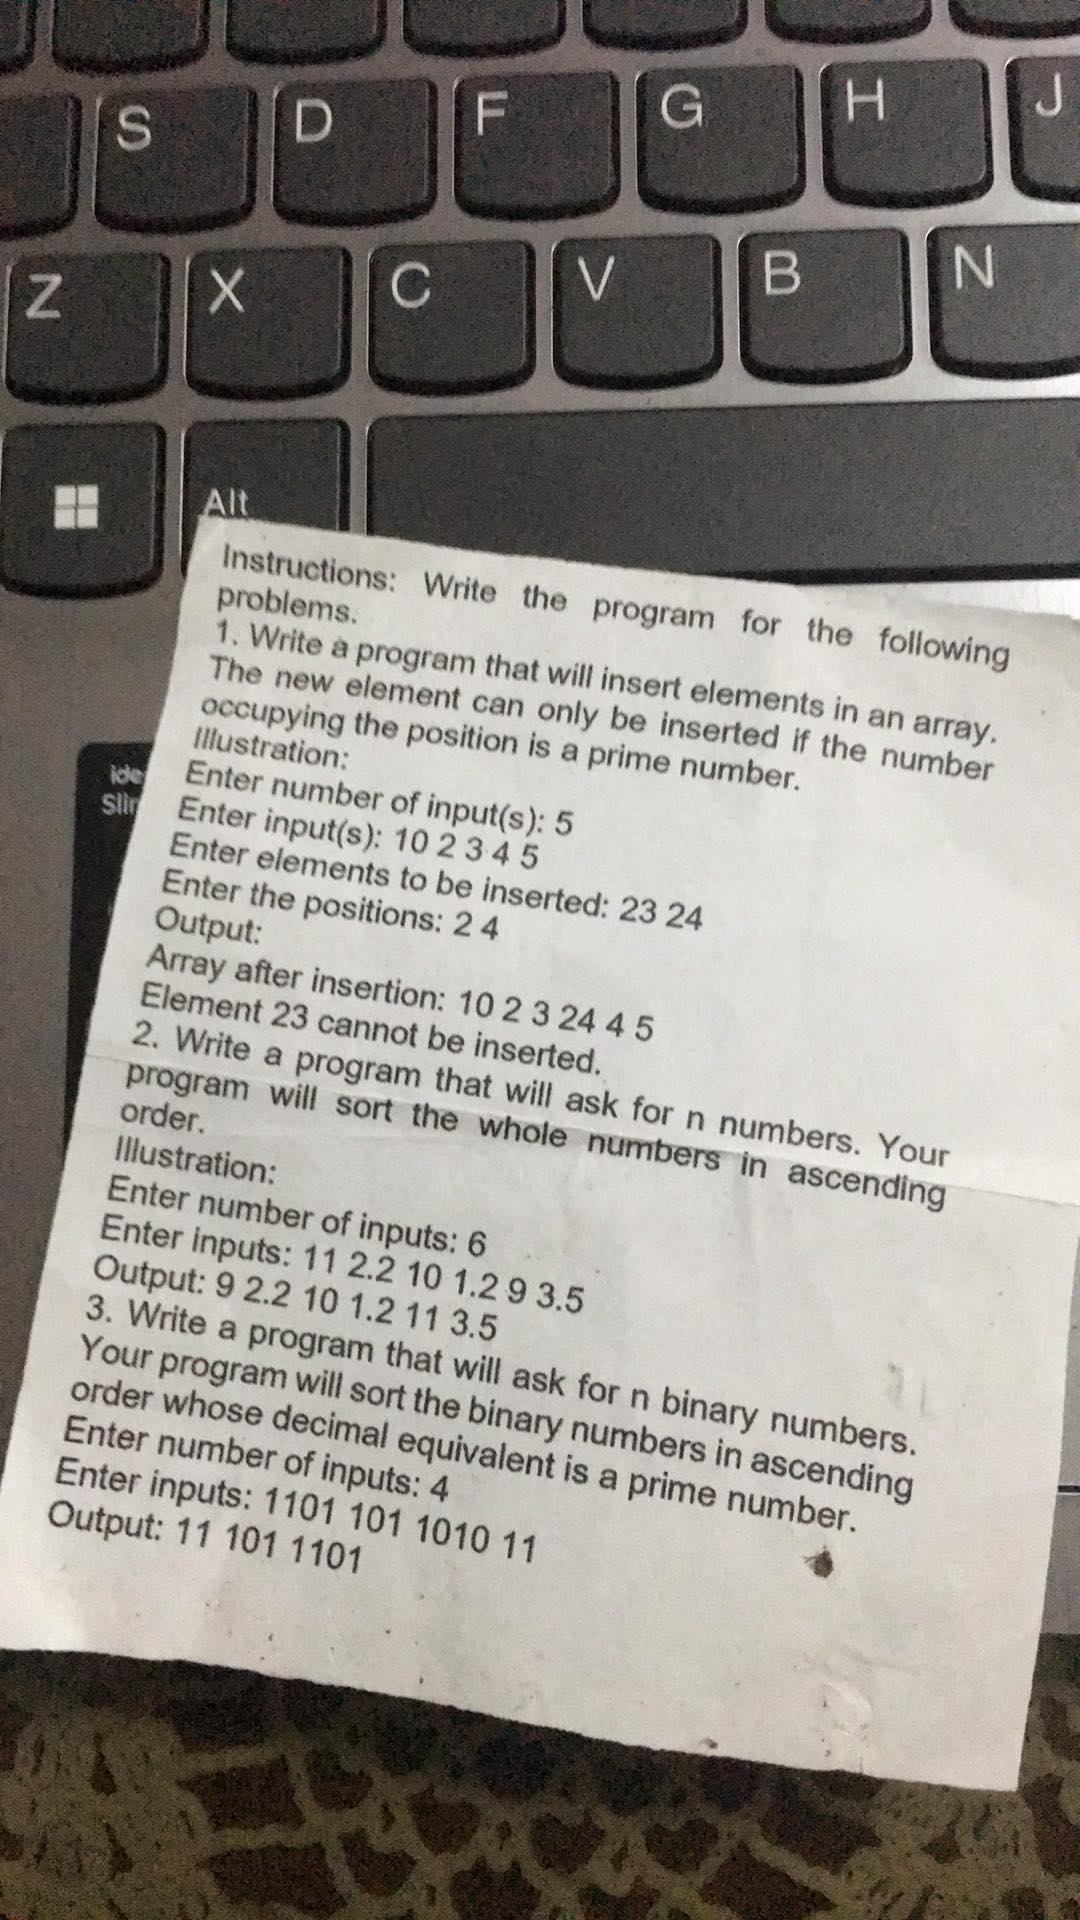 S D F G H J
Z X C V B N
Alt
ide
Slir
Instructions: Write the program for the following
problems.
1. Write a program that will insert elements in an array.
The new element can only be inserted if the number
occupying the position is a prime number.
Illustration:
Enter number of input(s): 5
Enter input(s): 10 2 3 4 5
Enter elements to be inserted: 23 24
Enter the positions: 2 4
Output:
Array after insertion: 10 2 3 24 4 5
Element 23 cannot be inserted.
2. Write a program that will ask for n numbers. Your
program will sort the whole numbers in ascending
order.
Illustration:
Enter number of inputs: 6
Enter inputs: 11 2.2 10 1.2 9 3.5
Output: 9 2.2 10 1.2 11 3.5
3. Write a program that will ask for n binary numbers.
Your program will sort the binary numbers in ascending
order whose decimal equivalent is a prime number.
Enter number of inputs: 4
Enter inputs: 1101 101 1010 11
Output: 11 101 1101